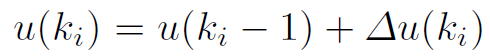 u(k_i) = u(k_i − 1) + Δu(k_i)